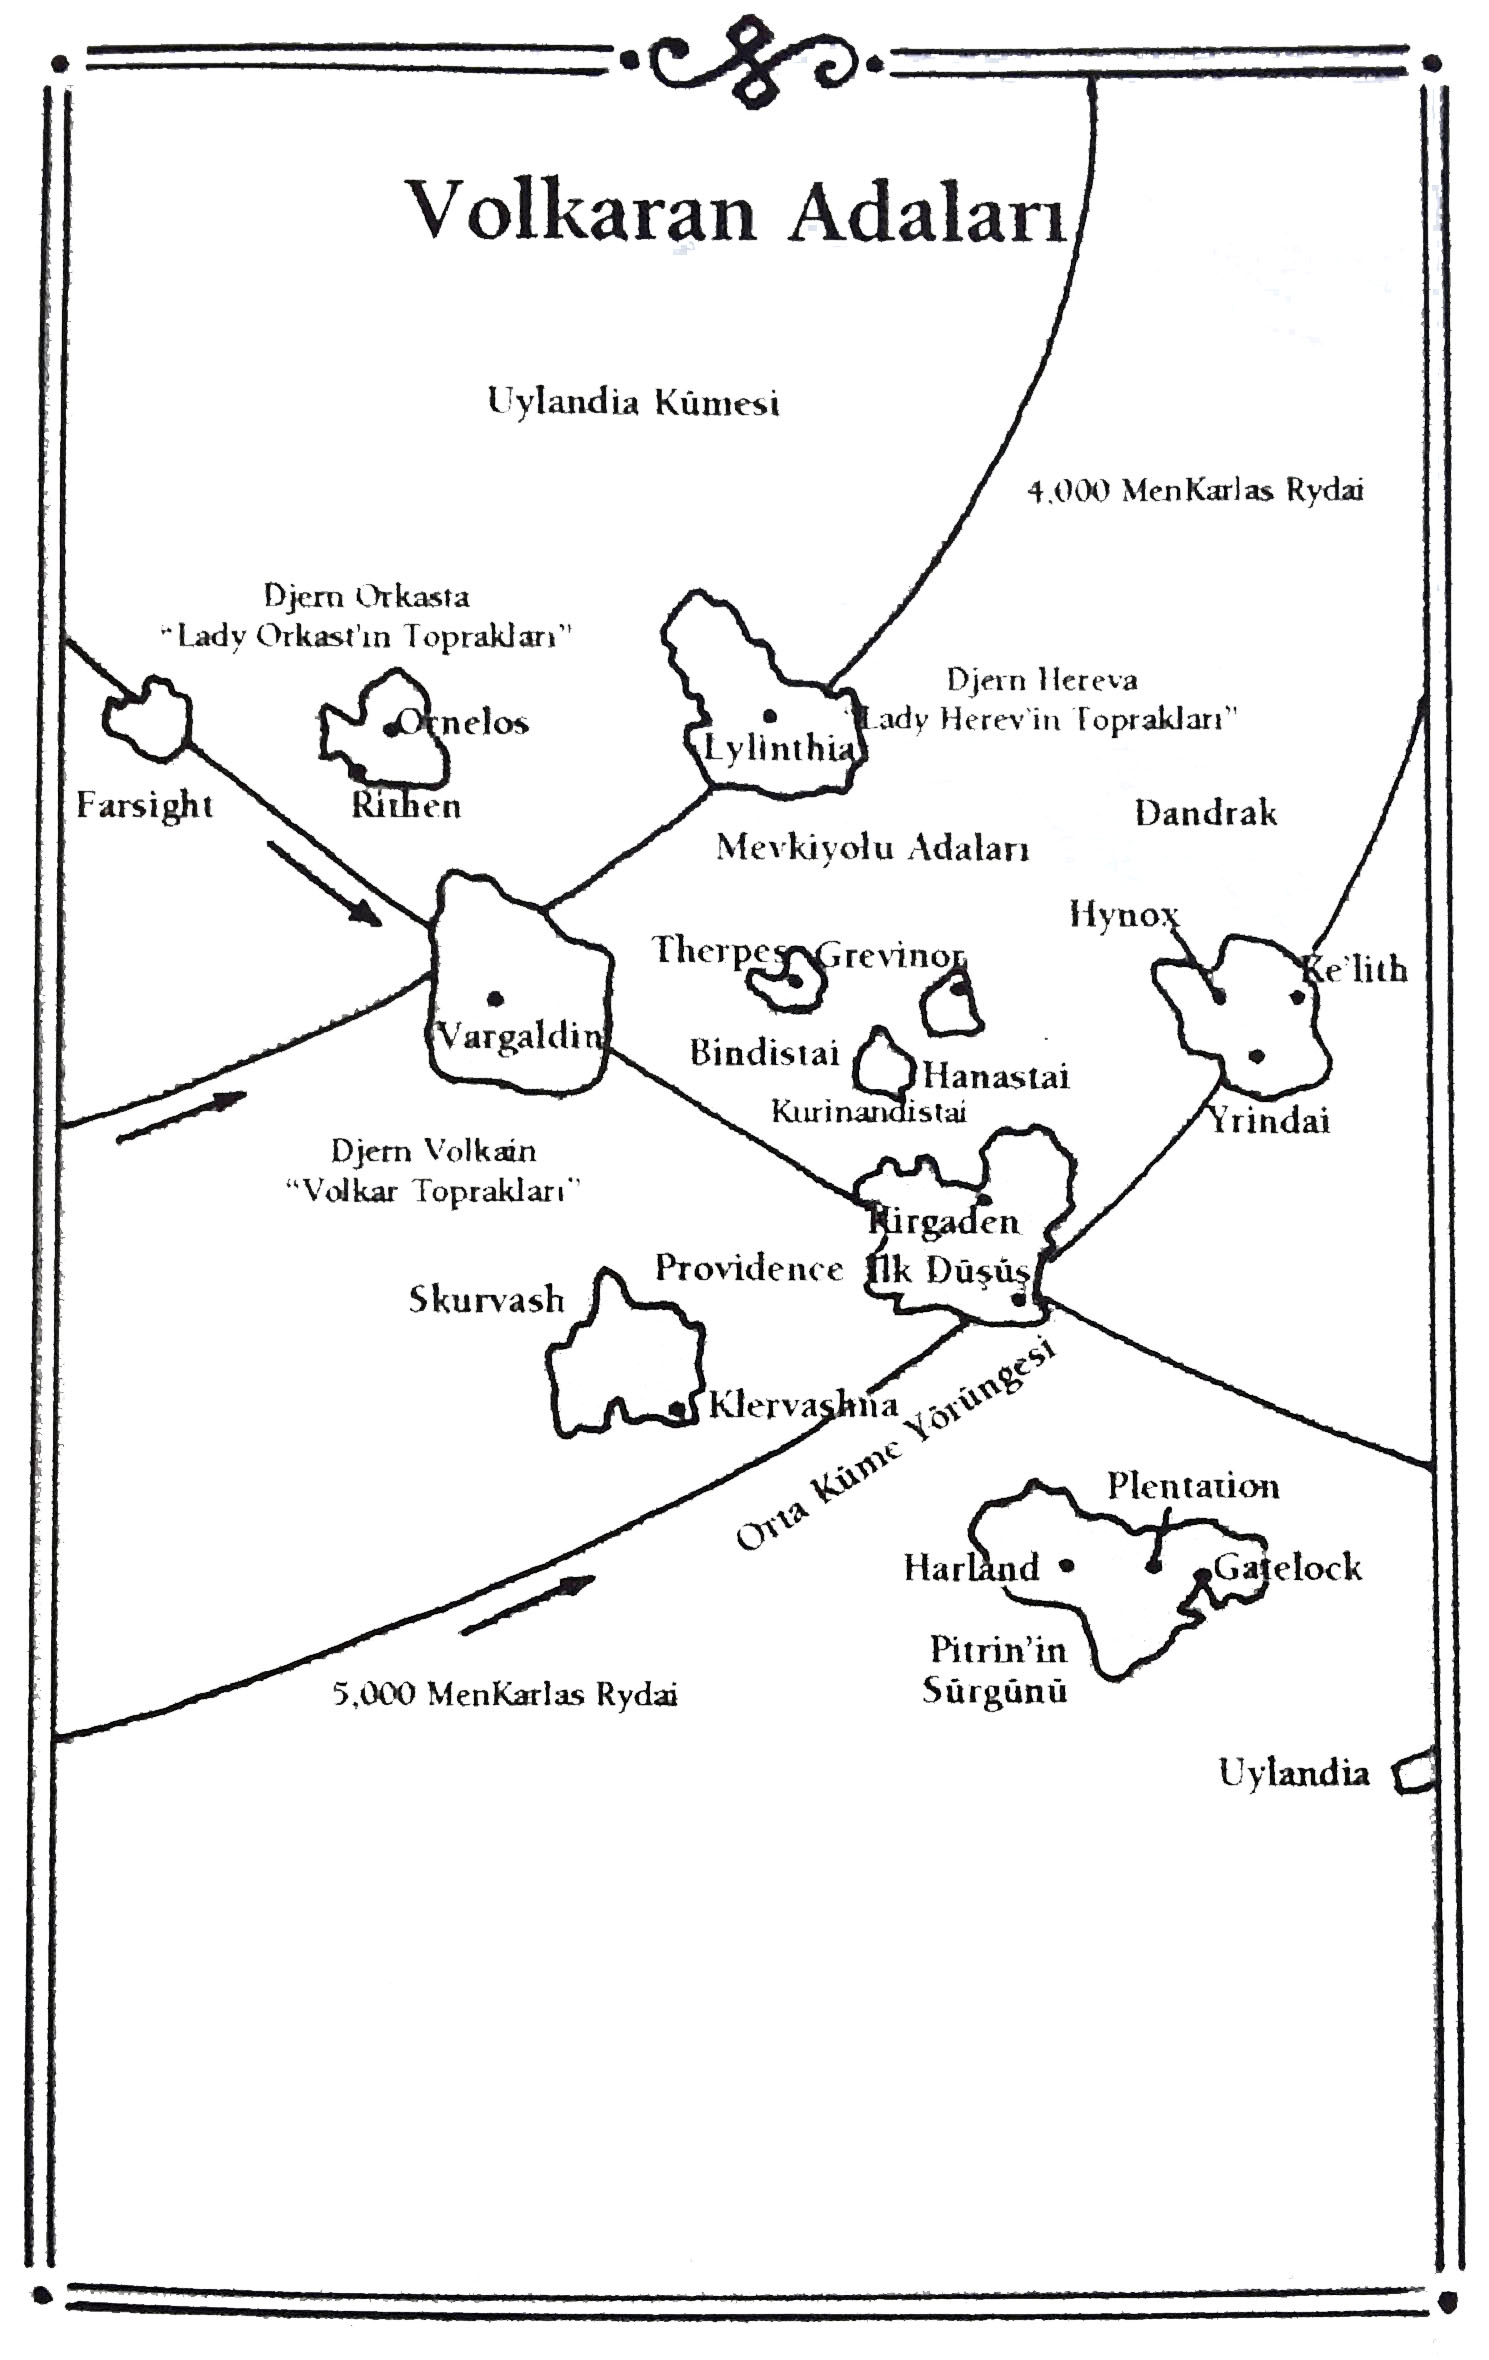 Volkaran Adaları
Uylandia Kümesi
4,000 MenKarlas Rydai
Djern Orkasta
“Lady Orkast'ın Toprakları”
Djern Hereva
“Lady Herev'in Toprakları”
Ornelos
Lylinthia
Farsight
Rithen
Dandrak
Mevkiyolu Adaları
Hynox
Therpes
Grevinor
Ke'lith
Vargaldin
Bindistai
Hanastai
Kurinandistai
Yrindai
Djern Volkain
“Volkar Toprakları”
Kirgaden
Providence
İlk Düşüş
Skurvash
Klervashna
Orta Küme Yörüngesi
Plentation
Harland
Gatelock
Pitrin'in
Sürgünü
5,000 MenKarlas Rydai
Uylandia